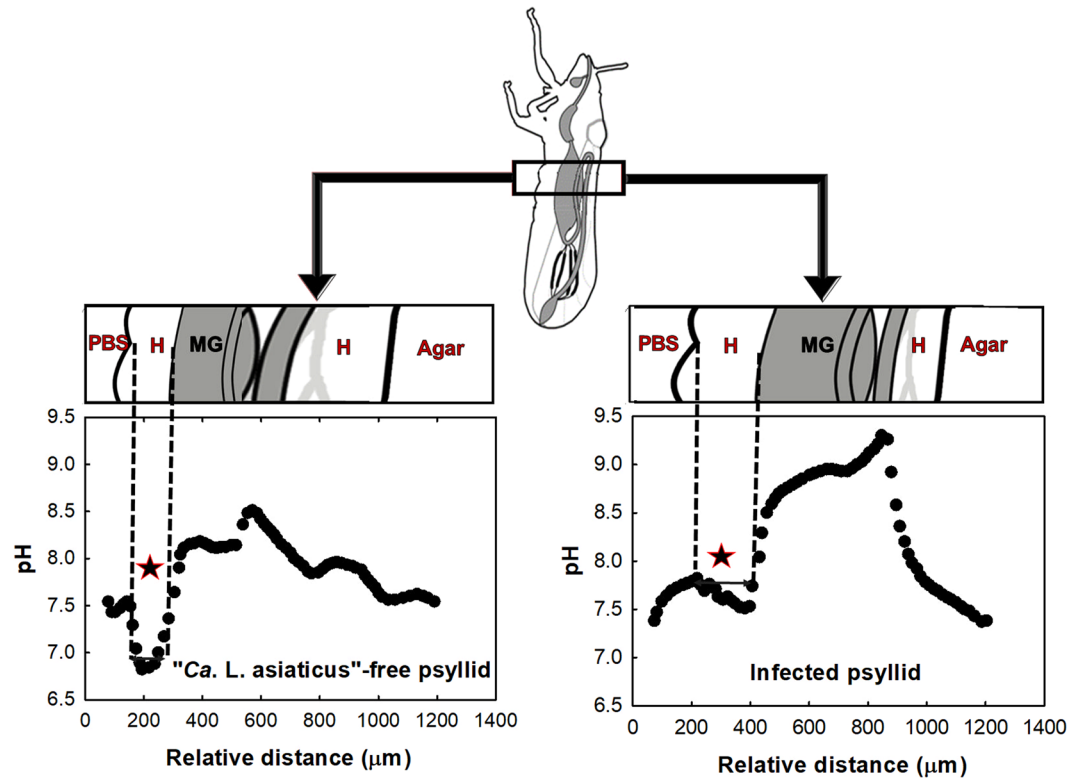 PBS H MG H Agar
PBS H MG H Agar
9.5
9.0
8.5
8.0
7.5
7.0
6.5
pH
"Ca. L. asiaticus"-free psyllid
0 200 400 600 800 1000 1200 1400
Relative distance (μm)
9.5
9.0
8.5
8.0
7.5
7.0
6.5
pH
Infected psyllid
0 200 400 600 800 1000 1200 1400
Relative distance (μm)